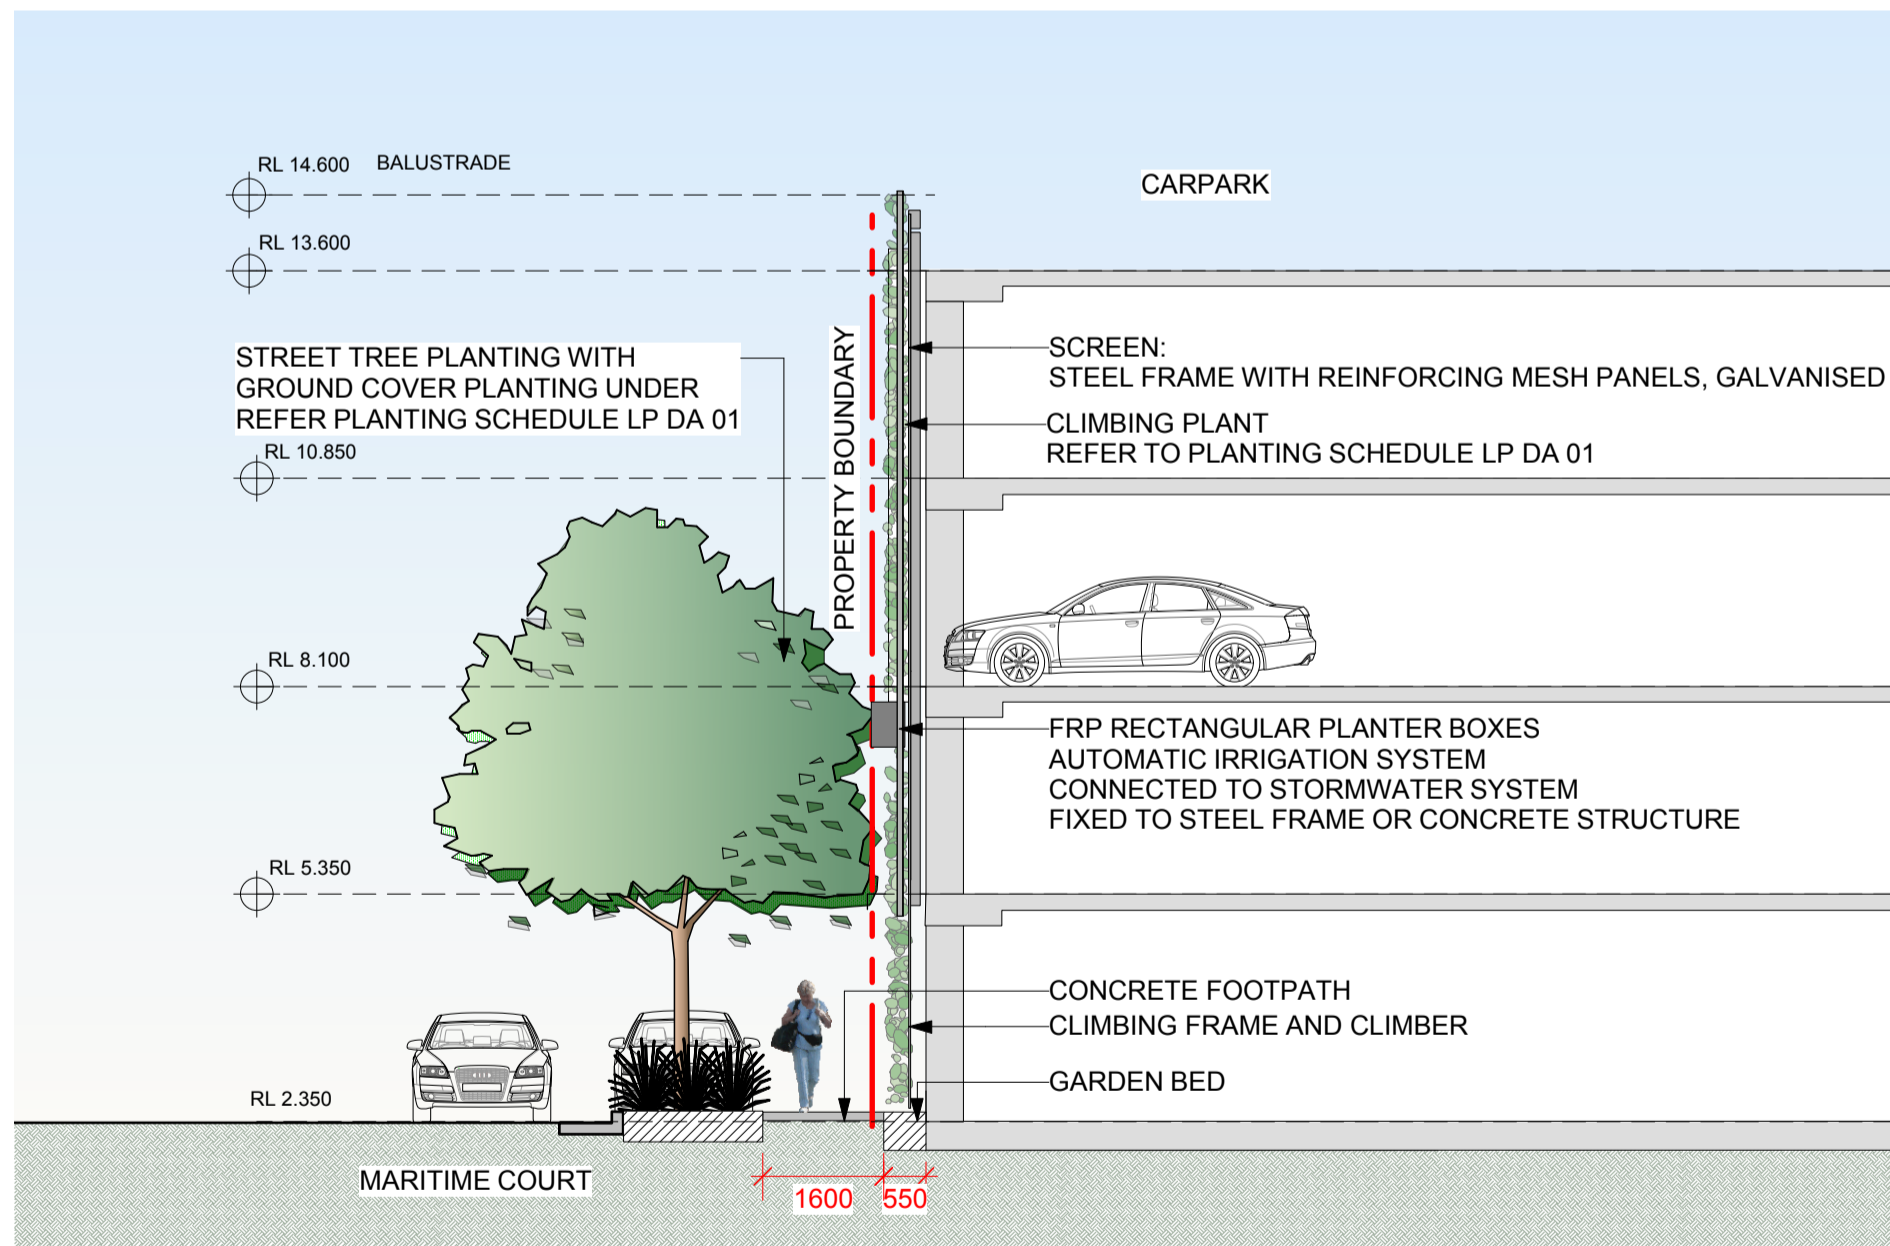 RL 14.600 BALUSTRADE
CARPARK
RL 13.600
STREET TREE PLANTING WITH
GROUND COVER PLANTING UNDER
REFER PLANTING SCHEDULE LP DA 01
PROPERTY BOUNDARY
SCREEN:
STEEL FRAME WITH REINFORCING MESH PANELS, GALVANISED
CLIMBING PLANT
REFER TO PLANTING SCHEDULE LP DA 01
RL 10.850
RL 8.100
FRP RECTANGULAR PLANTER BOXES
AUTOMATIC IRRIGATION SYSTEM
CONNECTED TO STORMWATER SYSTEM
FIXED TO STEEL FRAME OR CONCRETE STRUCTURE
RL 5.350
CONCRETE FOOTPATH
CLIMBING FRAME AND CLIMBER
GARDEN BED
RL 2.350
MARITIME COURT
1600
550